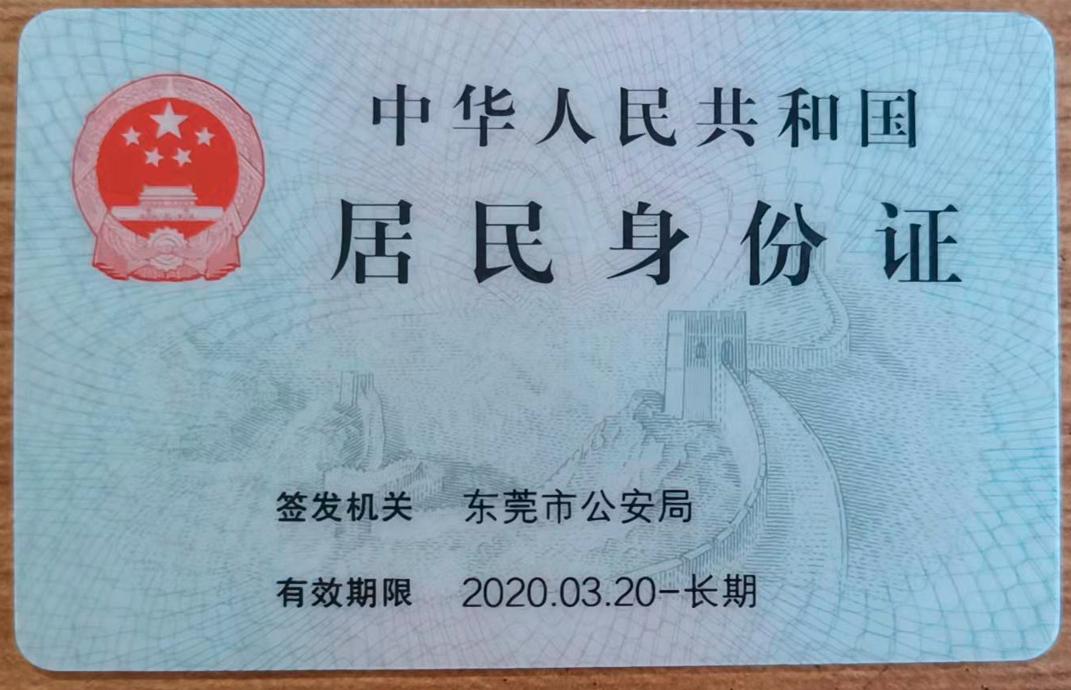 中华人民共和国
居民身份证
签发机关 东莞市公安局
有效期限 2020.03.20-长期